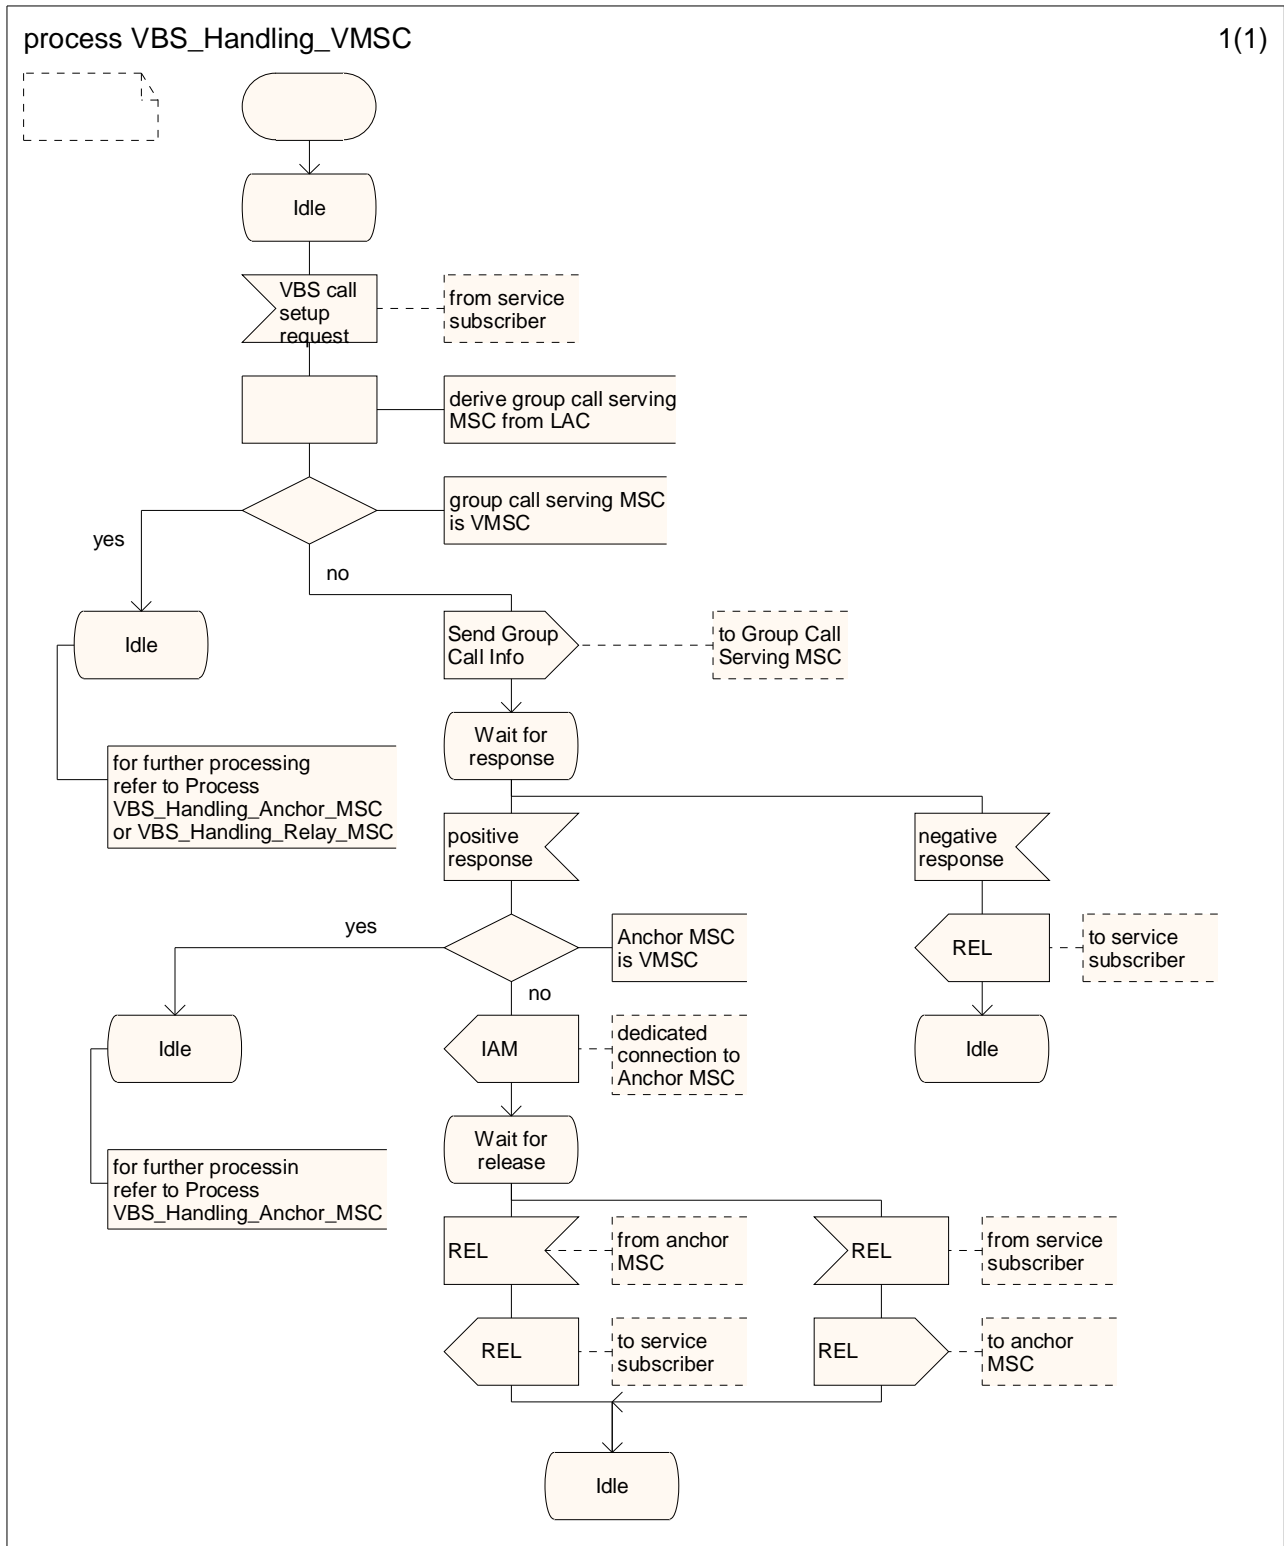 process VBS_Handling_VMSC
1(1)
Idle
VBS call
setup
request
from service
subscriber
derive group call serving
MSC from LAC
group call serving MSC
is VMSC
yes
no
Idle
Send Group
Call Info
to Group Call
Serving MSC
Wait for
response
for further processing
refer to Process
VBS_Handling_Anchor_MSC
or VBS_Handling_Relay_MSC
positive
response
negative
response
yes
Anchor MSC
is VMSC
REL
to service
subscriber
no
Idle
IAM
dedicated
connection to
Anchor MSC
Idle
Wait for
release
for further processin
refer to Process
VBS_Handling_Anchor_MSC
REL
from anchor
MSC
REL
from service
subscriber
REL
to service
subscriber
REL
to anchor
MSC
Idle